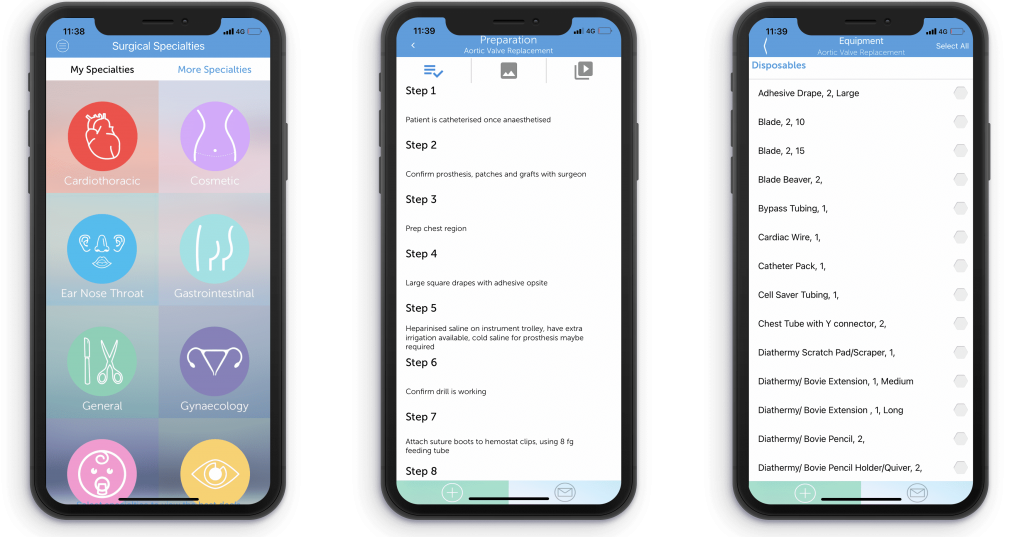 11:38
4G
Surgical Specialties
My Specialties
More Specialties
Cardiothoracic
Cosmetic
Ear Nose Throat
Gastrointestinal
General
Gynaecology
11:39
4G
Preparation
Aortic Valve Replacement
Step 1
Patient is catheterised once anaesthetised
Step 2
Confirm prosthesis, patches and grafts with surgeon
Step 3
Prep chest region
Step 4
Large square drapes with adhesive opsite
Step 5
Heparinised saline on instrument trolley, have extra
irrigation available, cold saline for prosthesis maybe
required
Step 6
Confirm drill is working
Step 7
Attach suture boots to hemostat clips, using 8 fg
feeding tube
Step 8
11:39
4G
Equipment
Aortic Valve Replacement
Select All
Disposables
Adhesive Drape, 2, Large
Blade, 2, 10
Blade, 2, 15
Blade Beaver, 2,
Bypass Tubing, 1,
Cardiac Wire, 1,
Catheter Pack, 1,
Cell Saver Tubing, 1,
Chest Tube with Y connector, 2,
Diathermy Scratch Pad/Scraper, 1,
Diathermy/ Bovie Extension, 1, Medium
Diathermy/ Bovie Extension , 1, Long
Diathermy/ Bovie Pencil, 2,
Diathermy/ Bovie Pencil Holder/Quiver, 2,